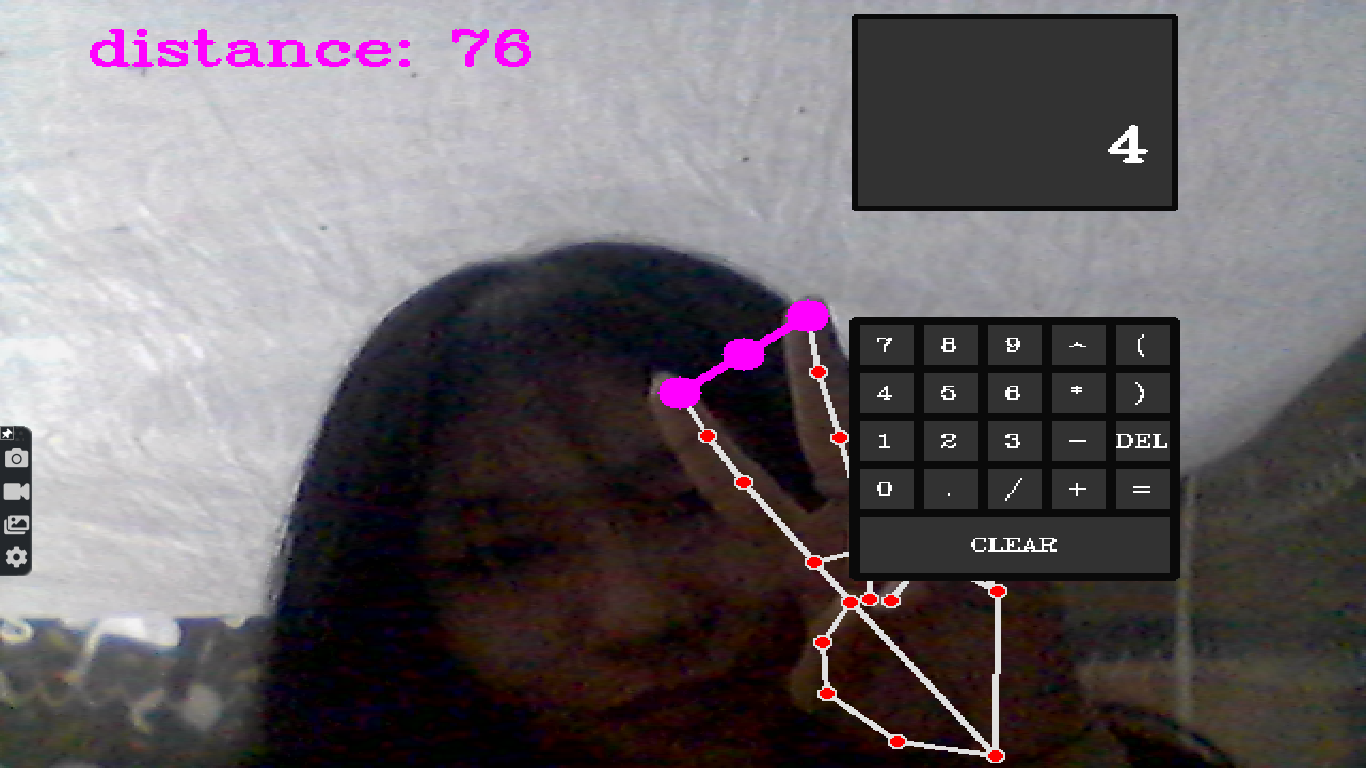 distance: 76
4
7 8 9 ^ (
4 5 6 * )
1 2 3 - DEL
0 . / + =
CLEAR